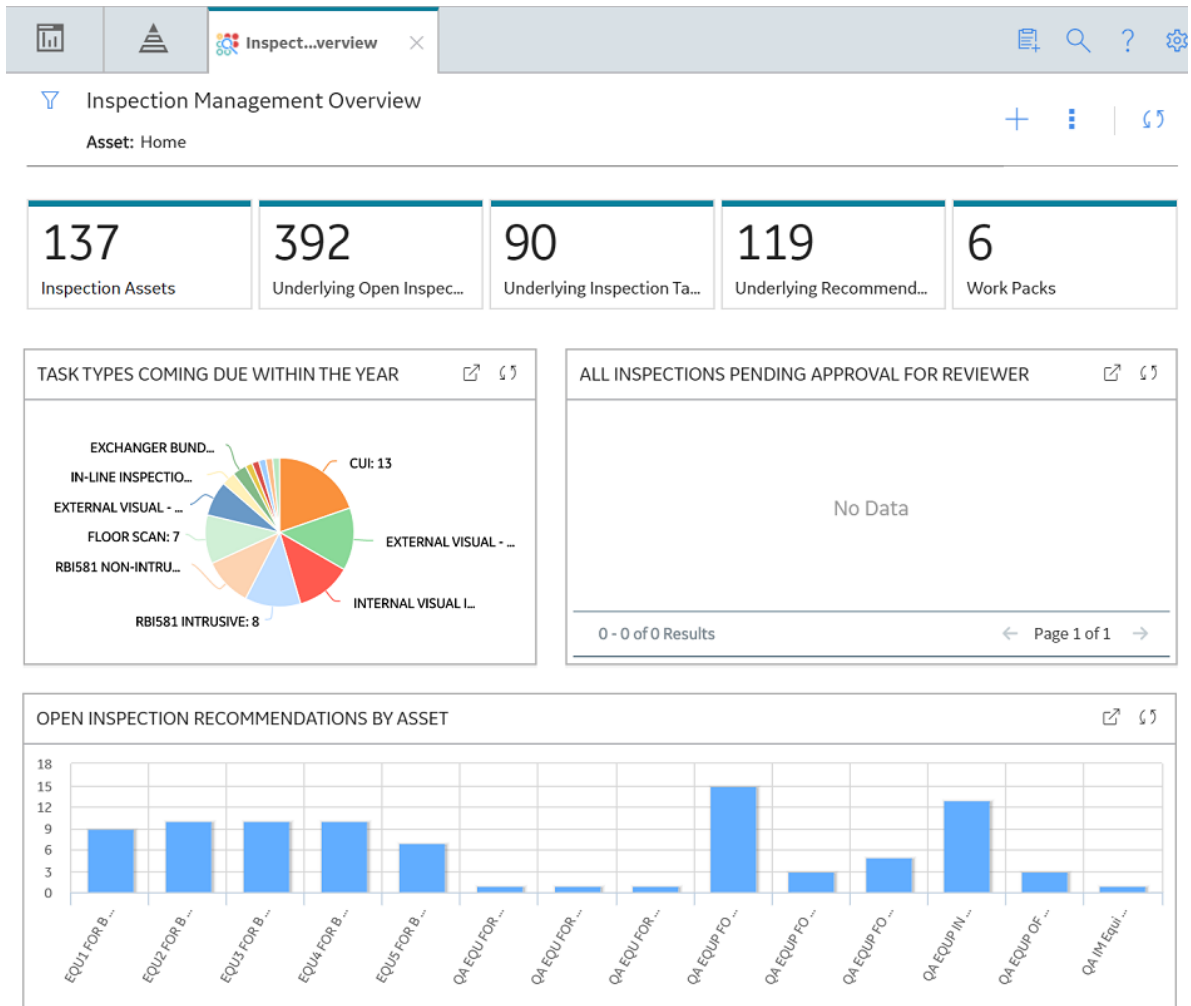 Inspect...verview
?
Inspection Management Overview
Asset: Home
137
Inspection Assets
392
Underlying Open Inspec...
90
Underlying Inspection Ta...
119
Underlying Recommend...
6
Work Packs
TASK TYPES COMING DUE WITHIN THE YEAR
EXCHANGER BUND...
IN-LINE INSPECTIO...
EXTERNAL VISUAL - ...
FLOOR SCAN: 7
RBI581 NON-INTRU...
RBI581 INTRUSIVE: 8
CUI: 13
EXTERNAL VISUAL - ...
INTERNAL VISUAL I...
ALL INSPECTIONS PENDING APPROVAL FOR REVIEWER
No Data
0 - 0 of 0 Results
Page 1 of 1
OPEN INSPECTION RECOMMENDATIONS BY ASSET
18
15
12
9
6
3
0
EQU1 FOR B ...
EQU2 FOR B ...
EQU3 FOR B ...
EQU4 FOR B ...
EQU5 FOR B ...
QA EQU FOR ...
QA EQU FOR ...
QA EQU FOR ...
QA EQUP FO ...
QA EQUP FO ...
QA EQUP FO ...
QA EQUP IN ...
QA EQUP OF ...
QA IM Equi ...